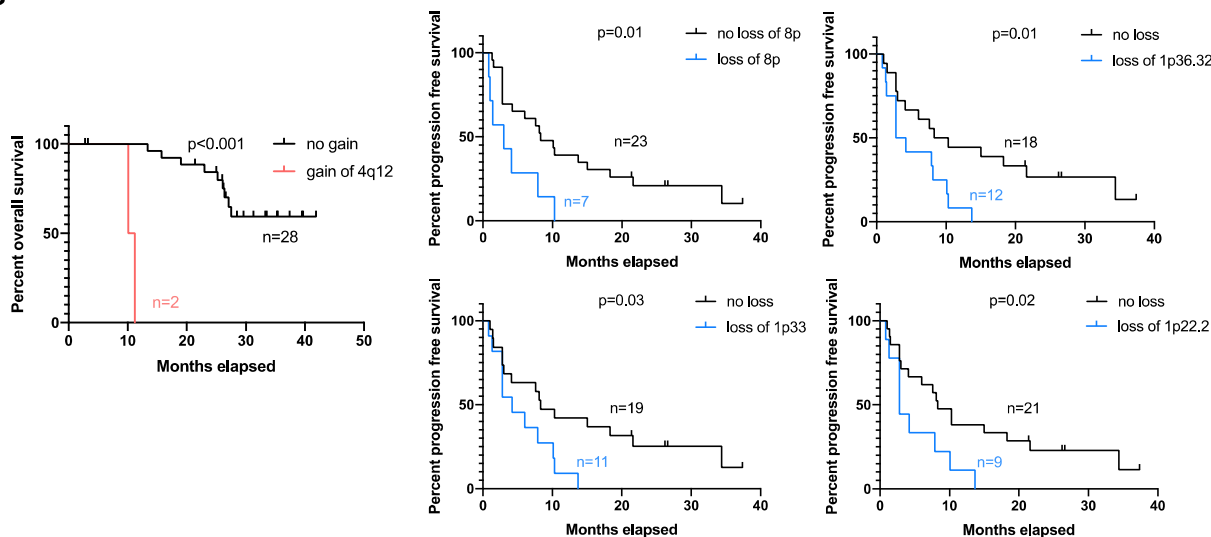 Percent overall survival
100
50
0
p<0.001
no gain
gain of 4q12
n=28
n=2
0 10 20 30 40 50
Months elapsed
Percent progression free survival
100
50
0
p=0.01
no loss of 8p
loss of 8p
n=23
n=7
0 10 20 30 40
Months elapsed
Percent progression free survival
100
50
0
p=0.01
no loss
loss of 1p36.32
n=18
n=12
0 10 20 30 40
Months elapsed
Percent progression free survival
100
50
0
p=0.03
no loss
loss of 1p33
n=19
n=11
0 10 20 30 40
Months elapsed
Percent progression free survival
100
50
0
p=0.02
no loss
loss of 1p22.2
n=21
n=9
0 10 20 30 40
Months elapsed